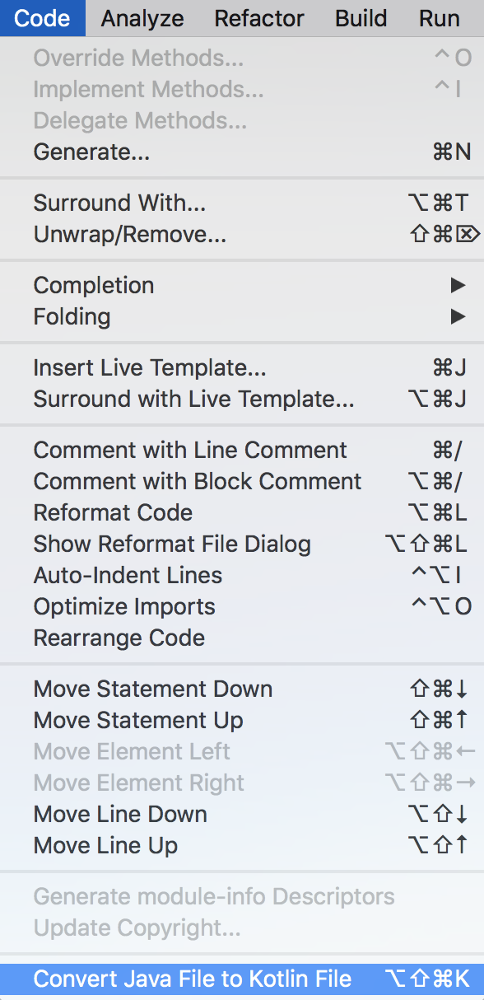 Code Analyze Refactor Build Run
Override Methods... ^O
Implement Methods... ^I
Delegate Methods...
Generate... ⌘N
Surround With... ⌥⌘T
Unwrap/Remove... ⇧⌘⌦
Completion ▶
Folding ▶
Insert Live Template... ⌘J
Surround with Live Template... ⌥⌘J
Comment with Line Comment ⌘/
Comment with Block Comment ⌥⌘/
Reformat Code ⌥⌘L
Show Reformat File Dialog ⌥⇧⌘L
Auto-Indent Lines ^⌥I
Optimize Imports ^⌥O
Rearrange Code
Move Statement Down ⇧⌘↓
Move Statement Up ⇧⌘↑
Move Element Left ⌥⇧⌘←
Move Element Right ⌥⇧⌘→
Move Line Down ⌥⇧↓
Move Line Up ⌥⇧↑
Generate module-info Descriptors
Update Copyright...
Convert Java File to Kotlin File ⌥⇧⌘K